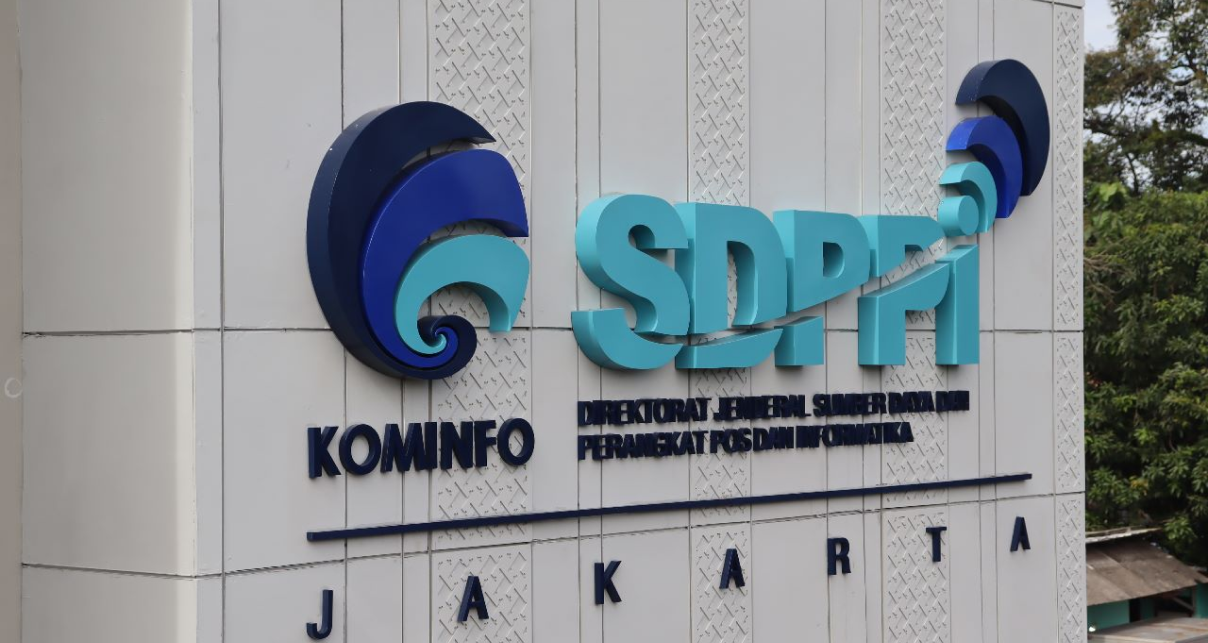 KOMINFO
SDPPi
DIREKTORAT JENDERAL SUMBER DAYA DAN
PERANGKAT POS DAN INFORMATIKA
JAKARTA